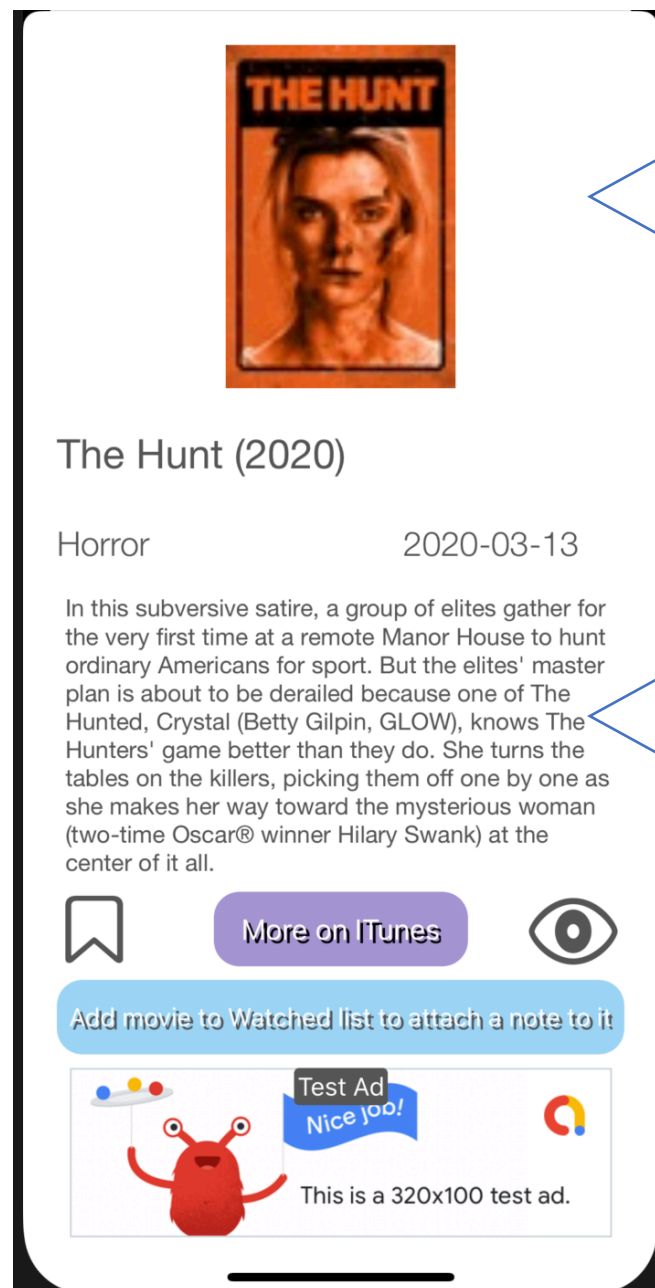 THE HUNT
The Hunt (2020)
Horror 2020-03-13
In this subversive satire, a group of elites gather for
the very first time at a remote Manor House to hunt
ordinary Americans for sport. But the elites' master
plan is about to be derailed because one of The
Hunted, Crystal (Betty Gilpin, GLOW), knows The
Hunters' game better than they do. She turns the
tables on the killers, picking them off one by one as
she makes her way toward the mysterious woman
(two-time Oscar® winner Hilary Swank) at the
center of it all.
More on ITunes
Add movie to Watched list to attach a note to it
Test Ad
Nice job!
This is a 320x100 test ad.